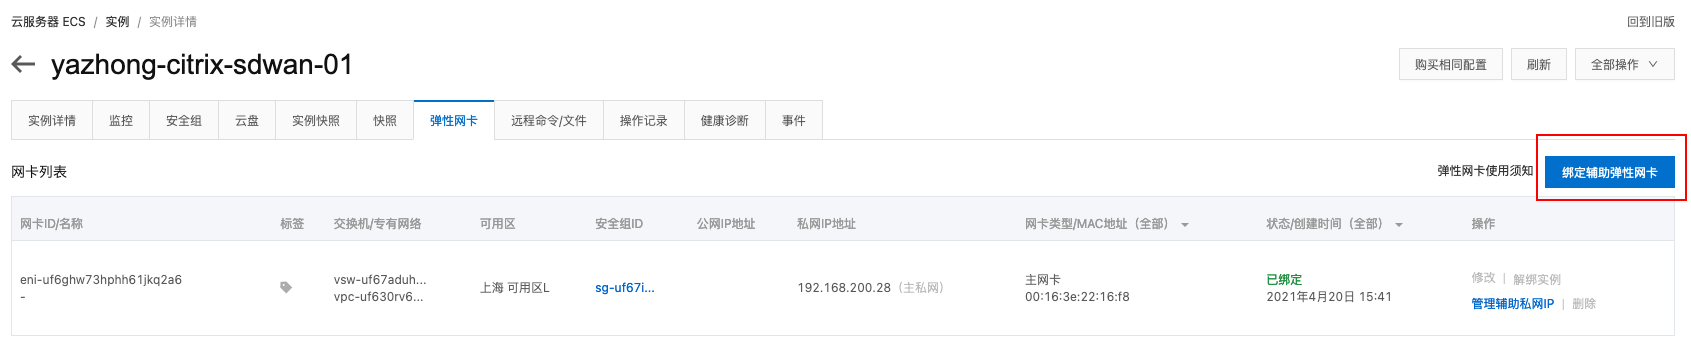 云服务器 ECS / 实例 / 实例详情
回到旧版
yazhong-citrix-sdwan-01
购买相同配置
刷新
全部操作
实例详情
监控
安全组
云盘
实例快照
快照
弹性网卡
远程命令/文件
操作记录
健康诊断
事件
网卡列表
弹性网卡使用须知
绑定辅助弹性网卡
网卡ID/名称
标签
交换机/专有网络
可用区
安全组ID
公网IP地址
私网IP地址
网卡类型/MAC地址（全部）
状态/创建时间（全部）
操作
eni-uf6ghw73hphh61jkq2a6
-
vsw-uf67aduh...
vpc-uf630rv6...
上海 可用区L
sg-uf67i...
192.168.200.28（主私网）
主网卡
00:16:3e:22:16:f8
已绑定
2021年4月20日 15:41
修改 | 解绑实例
管理辅助私网IP | 删除